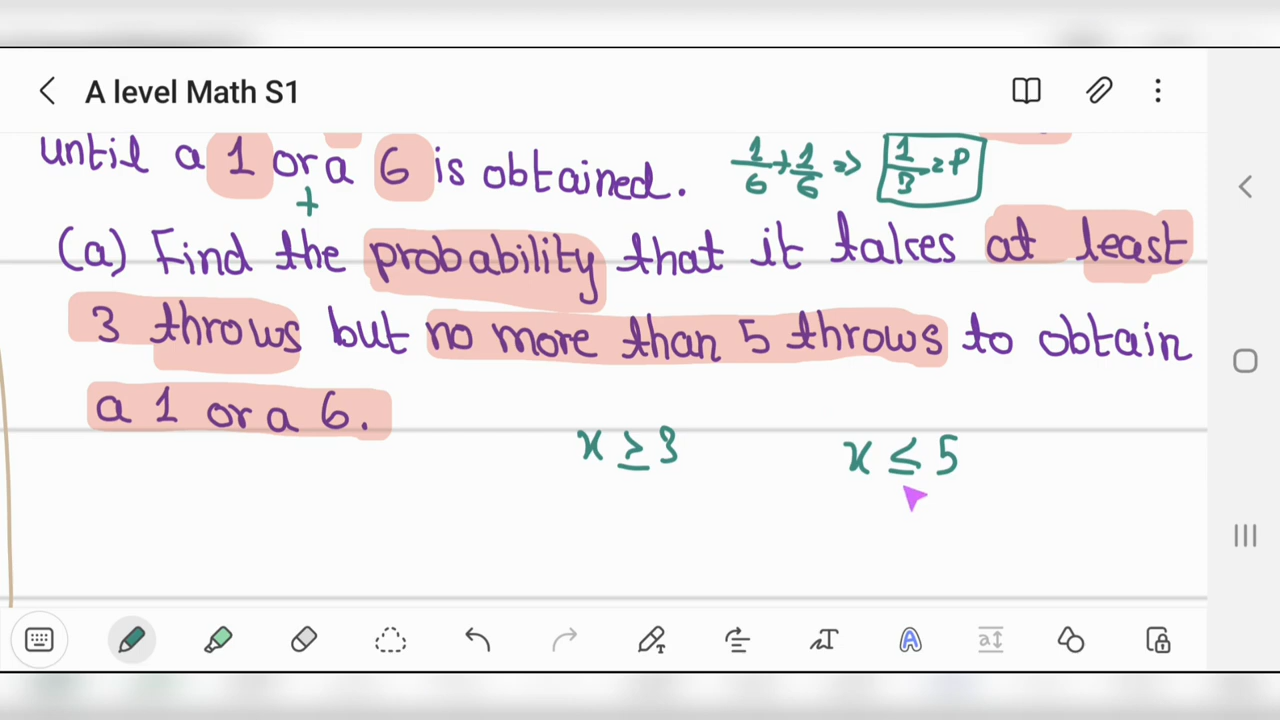 A level Math S1
until a 1 or a 6 is obtained. 1/6 + 1/6 => 1/3 = P
+
(a) Find the probability that it takes at least
3 throws but no more than 5 throws to obtain
a 1 or a 6.
x ≥ 3 x ≤ 5